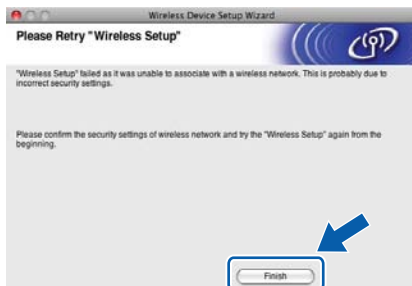 Wireless Device Setup Wizard
Please Retry "Wireless Setup"
"Wireless Setup" failed as it was unable to associate with a wireless network. This is probably due to
incorrect security settings.
Please confirm the security settings of wireless network and try the "Wireless Setup" again from the
beginning.
Finish